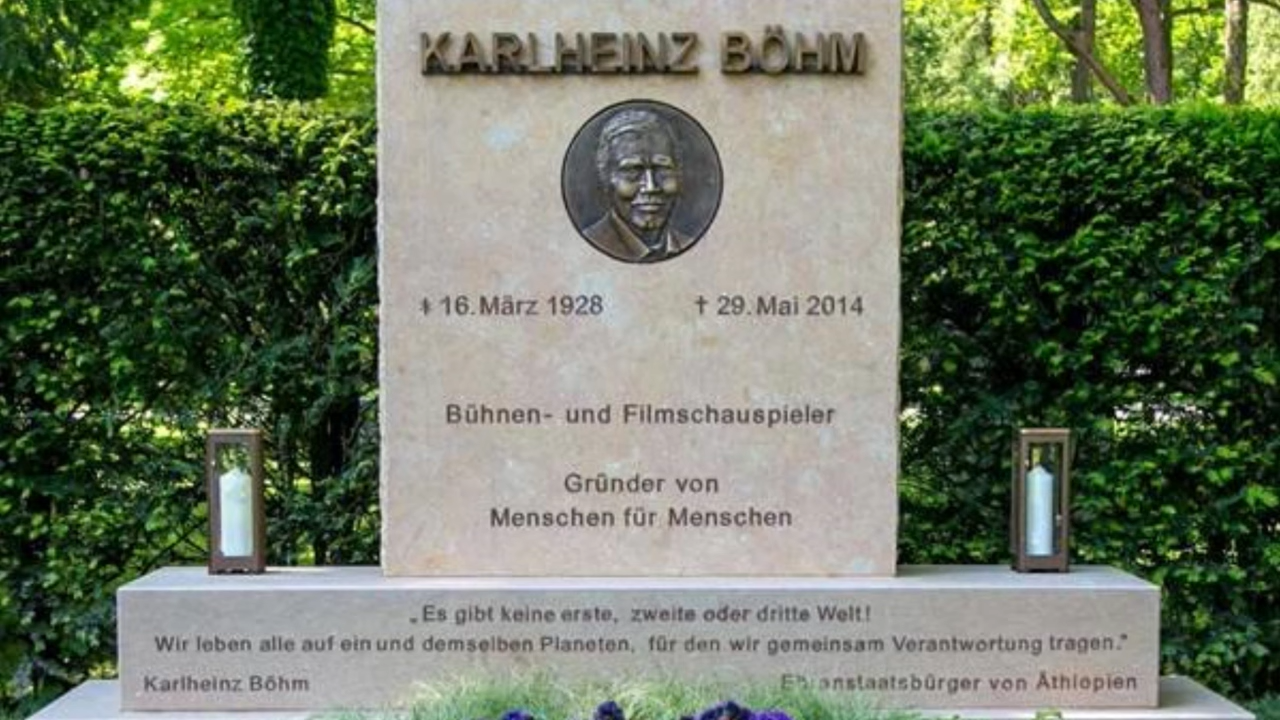 KARLHEINZ BÖHM
* 16. März 1928 † 29. Mai 2014
Bühnen- und Filmschauspieler
Gründer von
Menschen für Menschen
„Es gibt keine erste, zweite oder dritte Welt!
Wir leben alle auf ein und demselben Planeten, für den wir gemeinsam Verantwortung tragen."
Karlheinz Böhm von Äthiopien